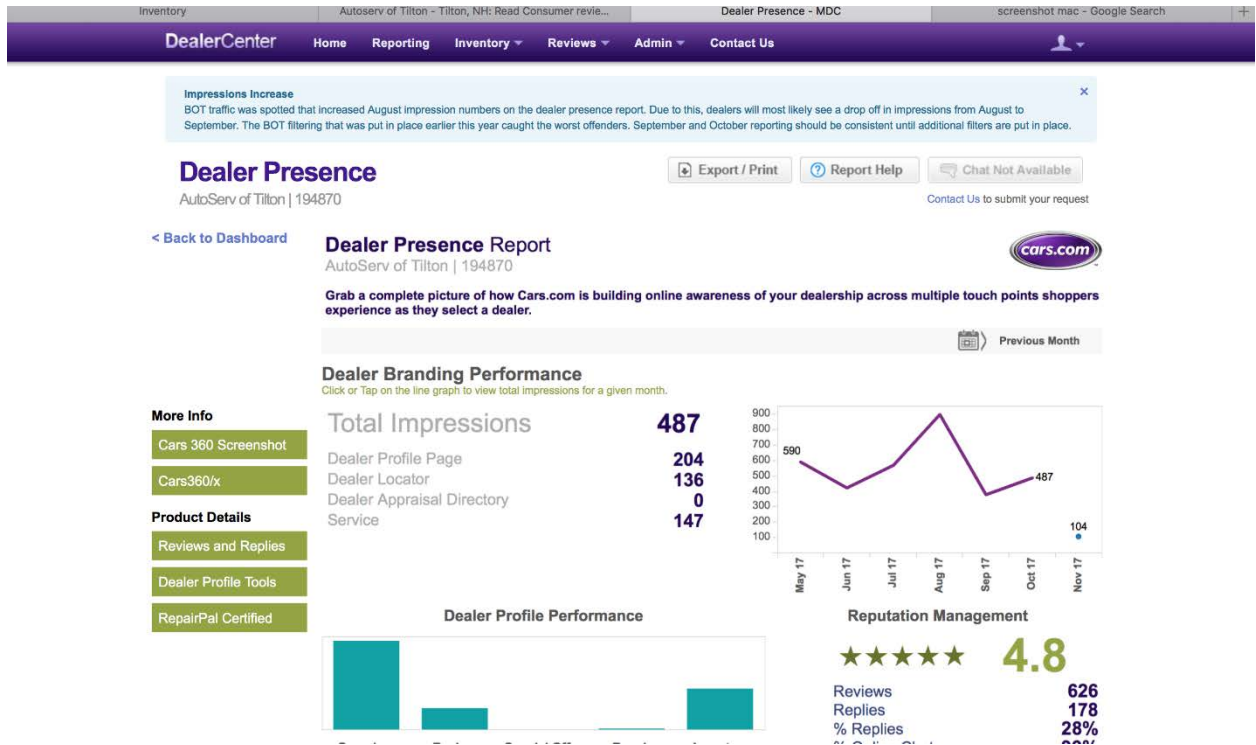 Inventory
Autoserv of Tilton - Tilton, NH: Read Consumer revie...
Dealer Presence - MDC
screenshot mac - Google Search
DealerCenter
Home
Reporting
Inventory
Reviews
Admin
Contact Us
Impressions Increase
BOT traffic was spotted that increased August impression numbers on the dealer presence report. Due to this, dealers will most likely see a drop off in impressions from August to
September. The BOT filtering that was put in place earlier this year caught the worst offenders. September and October reporting should be consistent until additional filters are put in place.
Dealer Presence
AutoServ of Tilton | 194870
Export / Print
Report Help
Chat Not Available
Contact Us to submit your request
< Back to Dashboard
Dealer Presence Report
AutoServ of Tilton | 194870
cars.com
Grab a complete picture of how Cars.com is building online awareness of your dealership across multiple touch points shoppers
experience as they select a dealer.
Previous Month
Dealer Branding Performance
Click or Tap on the line graph to view total impressions for a given month.
More Info
Cars 360 Screenshot
Cars360/x
Product Details
Reviews and Replies
Dealer Profile Tools
RepairPal Certified
Total Impressions 487
Dealer Profile Page 204
Dealer Locator 136
Dealer Appraisal Directory 0
Service 147
900
800
700
600
500
400
300
200
100
590
487
104
May 17
Jun 17
Jul 17
Aug 17
Sep 17
Oct 17
Nov 17
Dealer Profile Performance
Reputation Management
4.8
Reviews 626
Replies 178
% Replies 28%